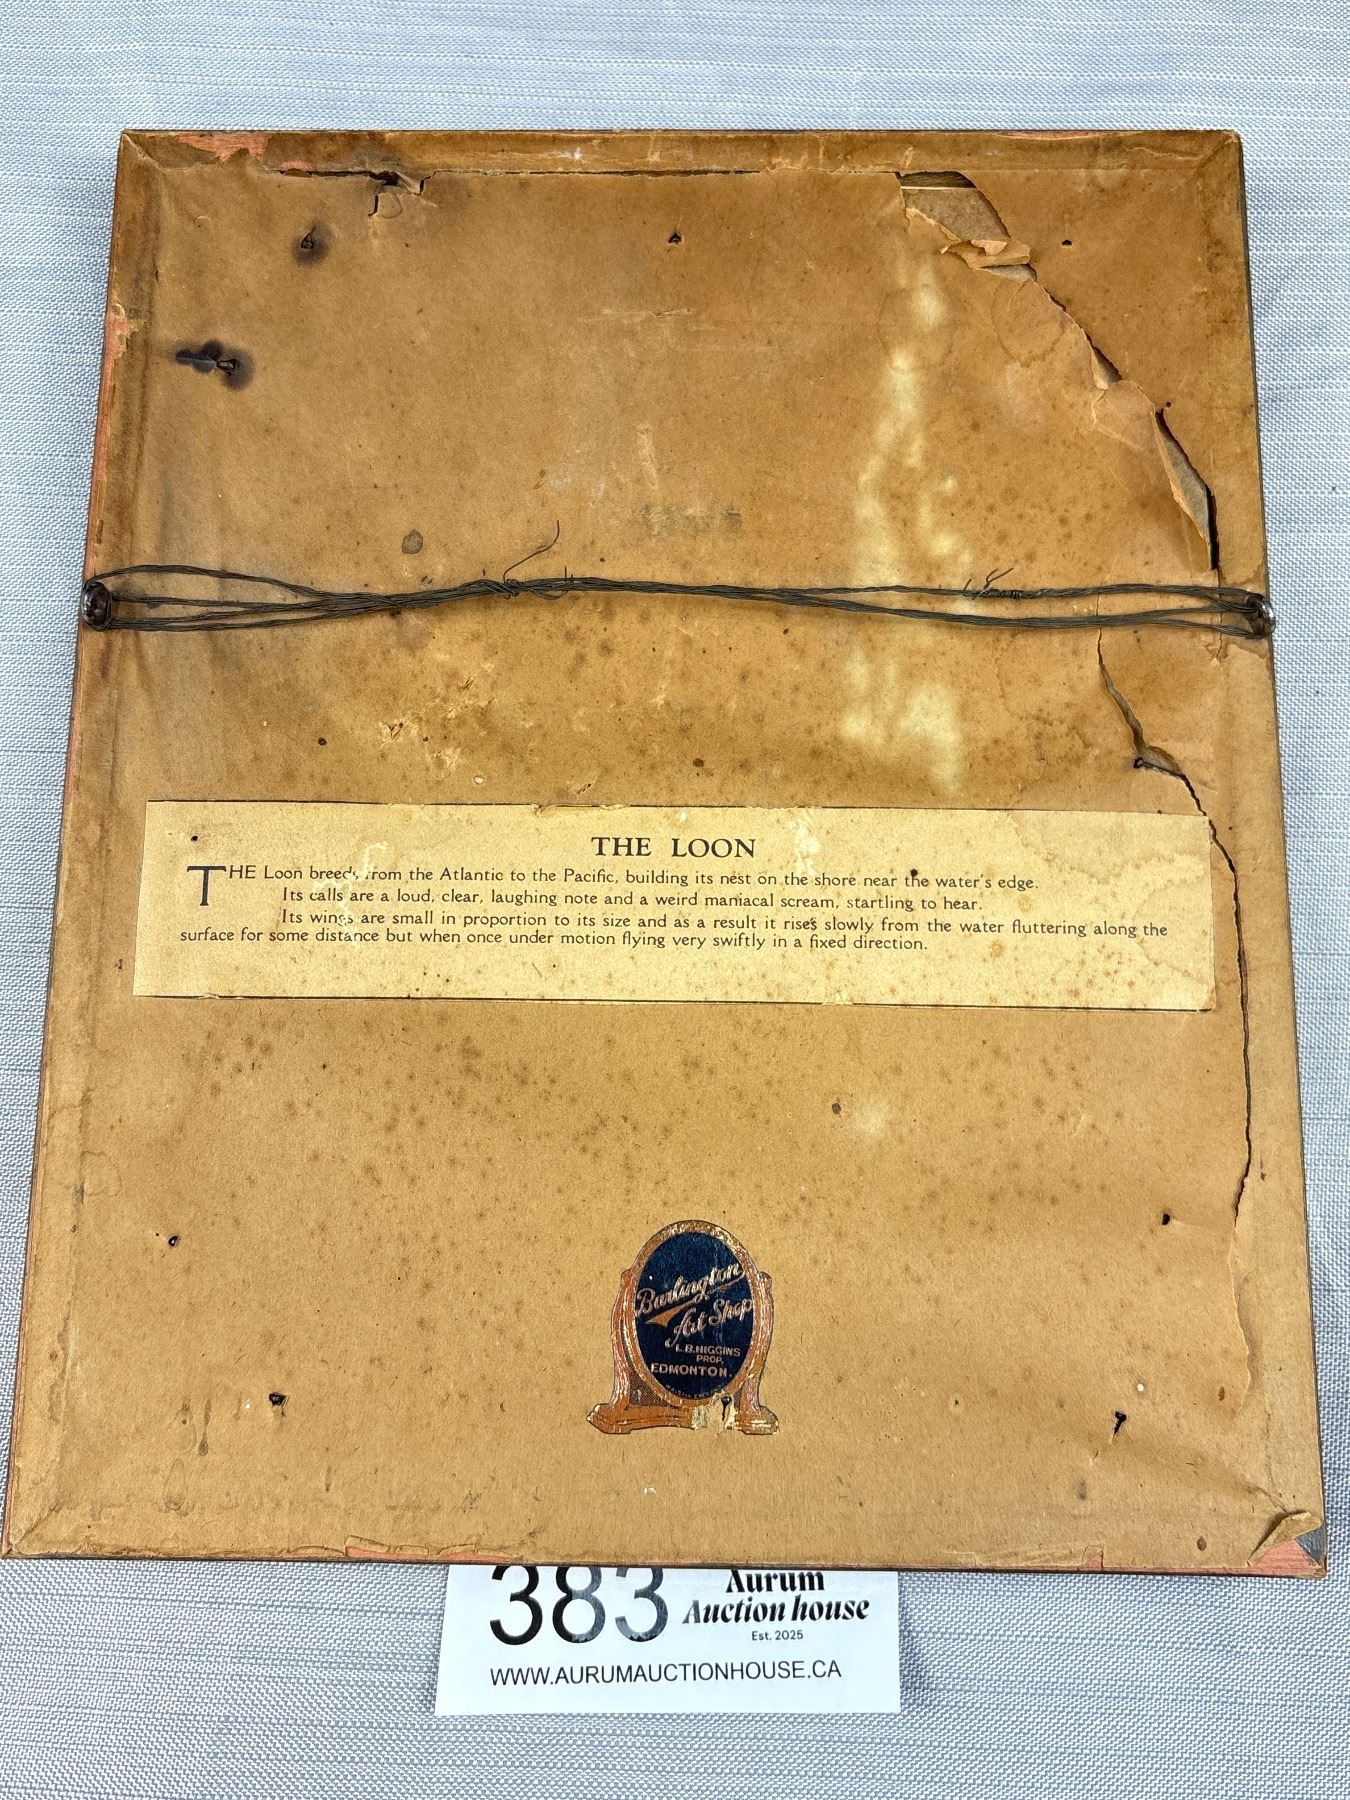 THE LOON
THE Loon breeds from the Atlantic to the Pacific, building its nest on the shore near the water's edge.
Its calls are a loud, clear, laughing note and a weird maniacal scream, startling to hear.
Its wings are small in proportion to its size and as a result it rises slowly from the water fluttering along the
surface for some distance but when once under motion flying very swiftly in a fixed direction.
Burlington
Art Shop
L.B. HIGGINS
PROP.
EDMONTON.
383
Aurum
Auction house
Est. 2025
WWW.AURUMAUCTIONHOUSE.CA